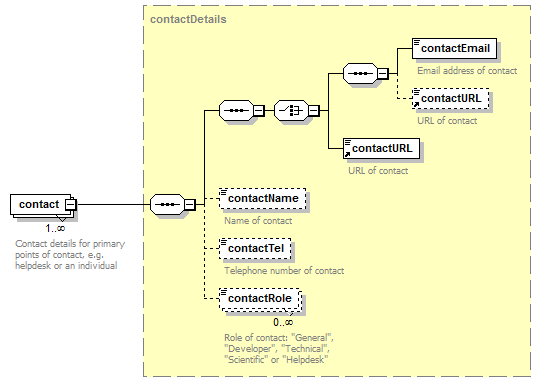 contactDetails
contactEmail
Email address of contact
contactURL
URL of contact
contactURL
URL of contact
contactName
Name of contact
contact
1..∞
Contact details for primary
points of contact, e.g.
helpdesk or an individual
contactTel
Telephone number of contact
contactRole
0..∞
Role of contact: "General",
"Developer", "Technical",
"Scientific" or "Helpdesk"